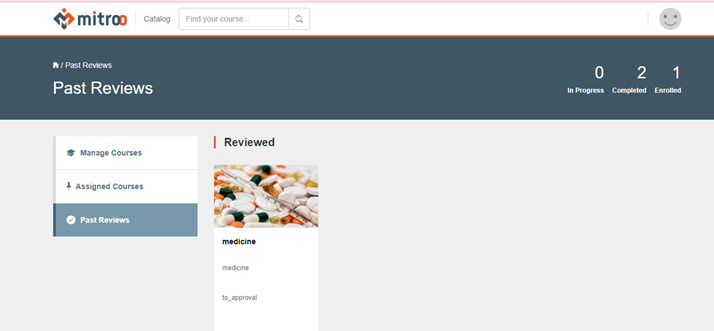 mitroo
Catalog
Find your course...
/ Past Reviews
Past Reviews
0 2 1
In Progress Completed Enrolled
Manage Courses
Assigned Courses
Past Reviews
Reviewed
medicine
medicine
to_approval